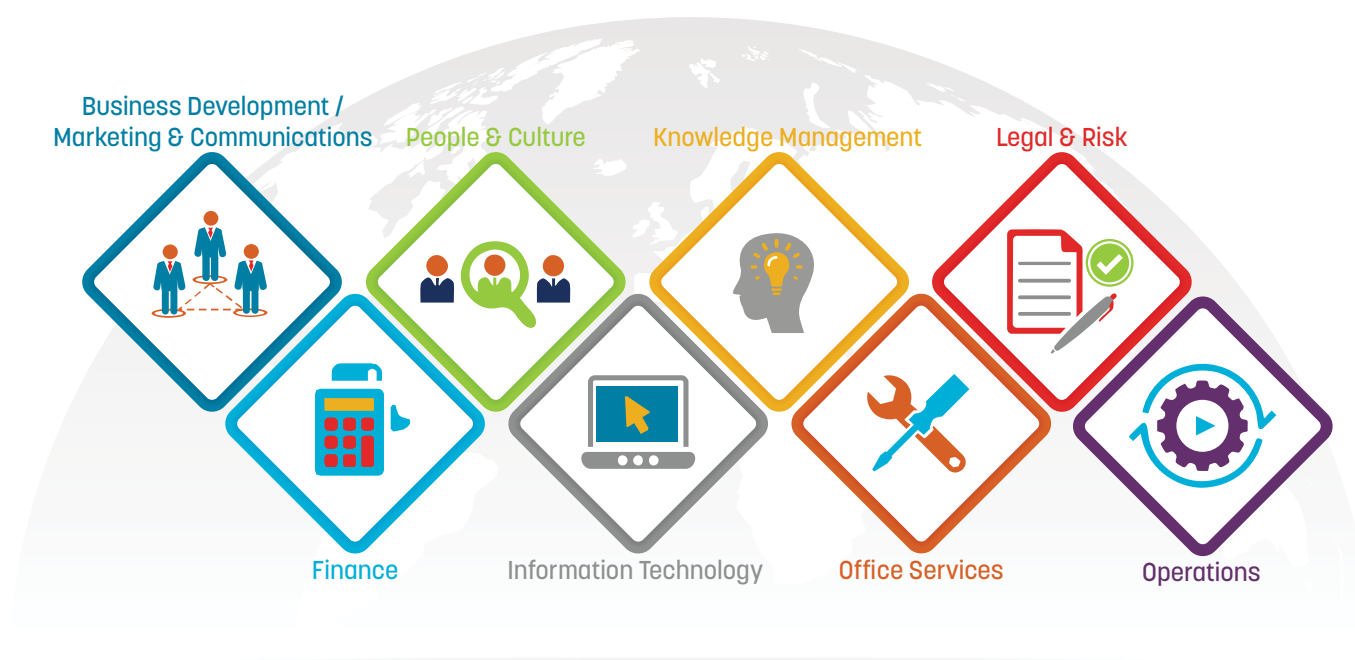 Business Development /
Marketing & Communications
People & Culture
Knowledge Management
Legal & Risk
Finance
Information Technology
Office Services
Operations